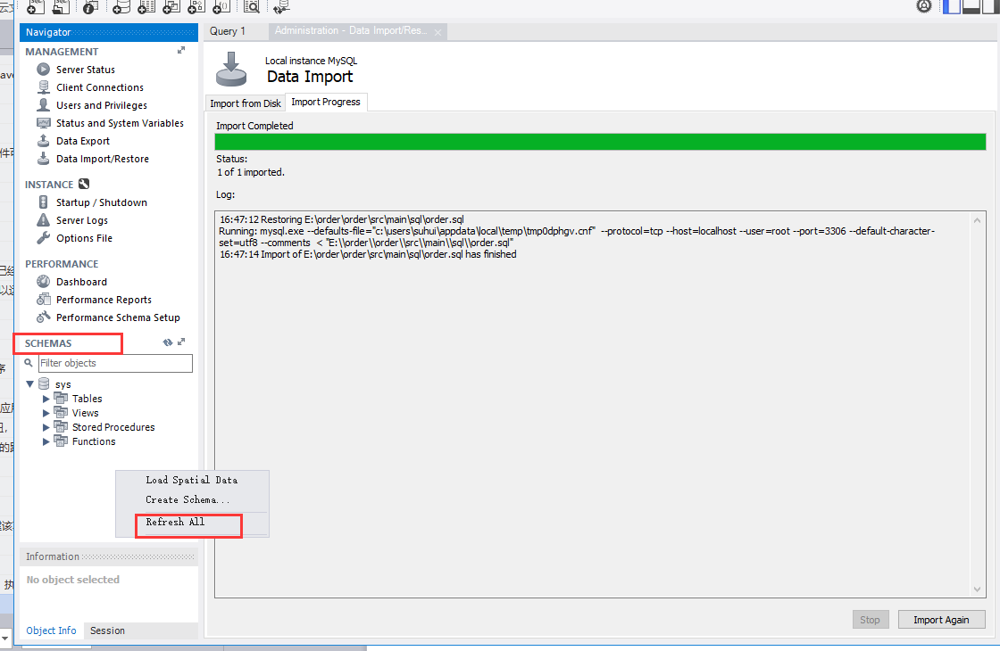 Navigator
MANAGEMENT
Server Status
Client Connections
Users and Privileges
Status and System Variables
Data Export
Data Import/Restore
INSTANCE
Startup / Shutdown
Server Logs
Options File
PERFORMANCE
Dashboard
Performance Reports
Performance Schema Setup
SCHEMAS
Filter objects
sys
Tables
Views
Stored Procedures
Functions
Load Spatial Data
Create Schema...
Refresh All
Information
No object selected
Object Info Session
Query 1 Administration - Data Import/Res...
Local instance MySQL
Data Import
Import from Disk Import Progress
Import Completed
Status:
1 of 1 imported.
Log:
16:47:12 Restoring E:\order\order\src\main\sql\order.sql
Running: mysql.exe --defaults-file="c:\users\suhui\appdata\local\temp\tmp0dphgv.cnf" --protocol=tcp --host=localhost --user=root --port=3306 --default-character-
set=utf8 --comments < "E:\\order\\order\\src\\main\\sql\\order.sql"
16:47:14 Import of E:\order\order\src\main\sql\order.sql has finished
Stop Import Again